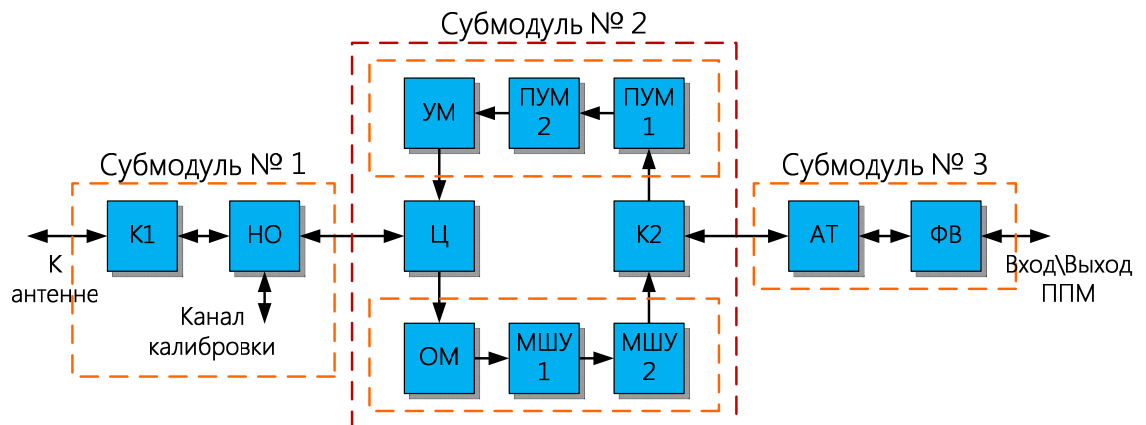 Субмодуль № 2
УМ
ПУМ
2
ПУМ
1
Субмодуль № 1
Субмодуль № 3
К1
НО
Ц
К2
АТ
ФВ
К
антенне
Канал
калибровки
Вход\Выход
ППМ
ОМ
МШУ
1
МШУ
2